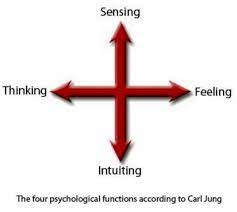 Sensing
Thinking
Feeling
Intuiting
The four psychological functions according to Carl Jung